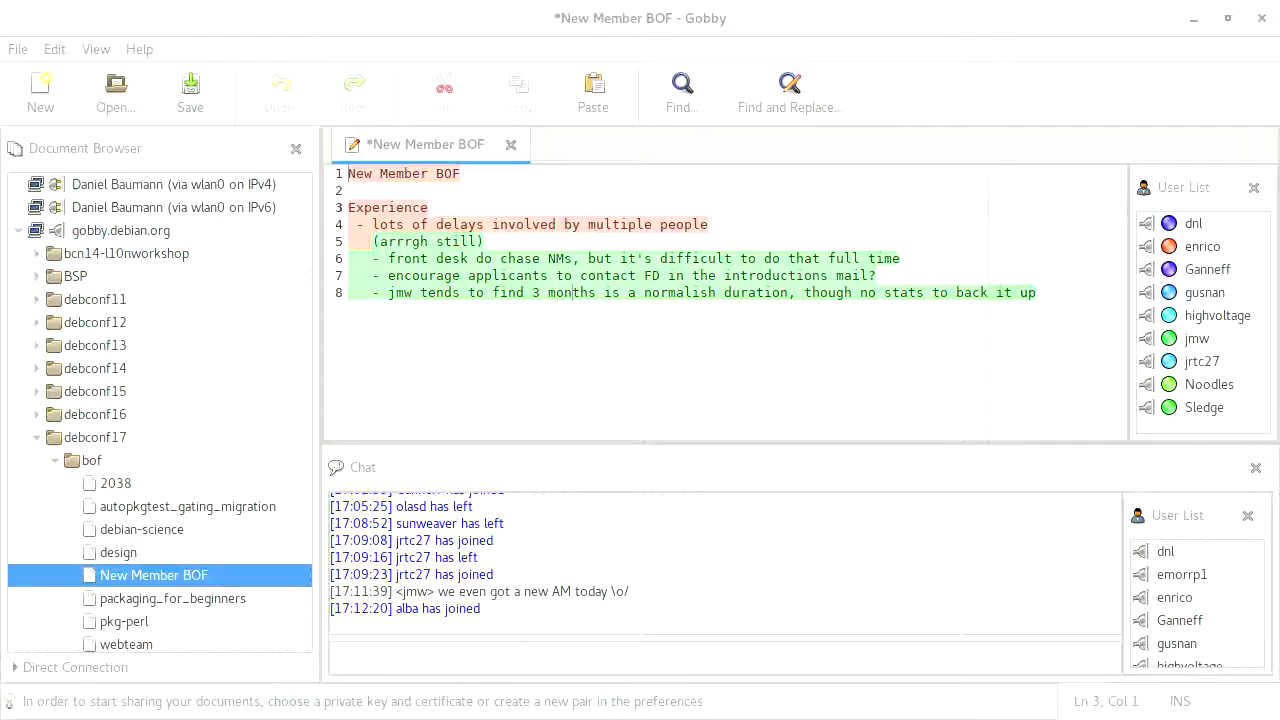 *New Member BOF - Gobby
File Edit View Help
New Open... Save Undo Paste Find... Find and Replace...
Document Browser
Daniel Baumann (via wlan0 on IPv4)
Daniel Baumann (via wlan0 on IPv6)
gobby.debian.org
bcn14-l10nworkshop
BSP
debconf11
debconf12
debconf13
debconf14
debconf15
debconf16
debconf17
bof
2038
autopkgtest_gating_migration
debian-science
design
New Member BOF
packaging_for_beginners
pkg-perl
webteam
Direct Connection
*New Member BOF
1 New Member BOF
2
3 Experience
4 - lots of delays involved by multiple people
5 (arrrgh still)
6 - front desk do chase NMs, but it's difficult to do that full time
7 - encourage applicants to contact FD in the introductions mail?
8 - jmw tends to find 3 months is a normalish duration, though no stats to back it up
User List
dnl
enrico
Ganneff
gusnan
highvoltage
jmw
jrtc27
Noodles
Sledge
Chat
[17:05:25] olasd has left
[17:08:52] sunweaver has left
[17:09:08] jrtc27 has joined
[17:09:16] jrtc27 has left
[17:09:23] jrtc27 has joined
[17:11:39] <jmw> we even got a new AM today \o/
[17:12:20] alba has joined
User List
dnl
emorrp1
enrico
Ganneff
gusnan
highvoltage
In order to start sharing your documents, choose a private key and certificate or create a new pair in the preferences
Ln 3, Col 1 INS